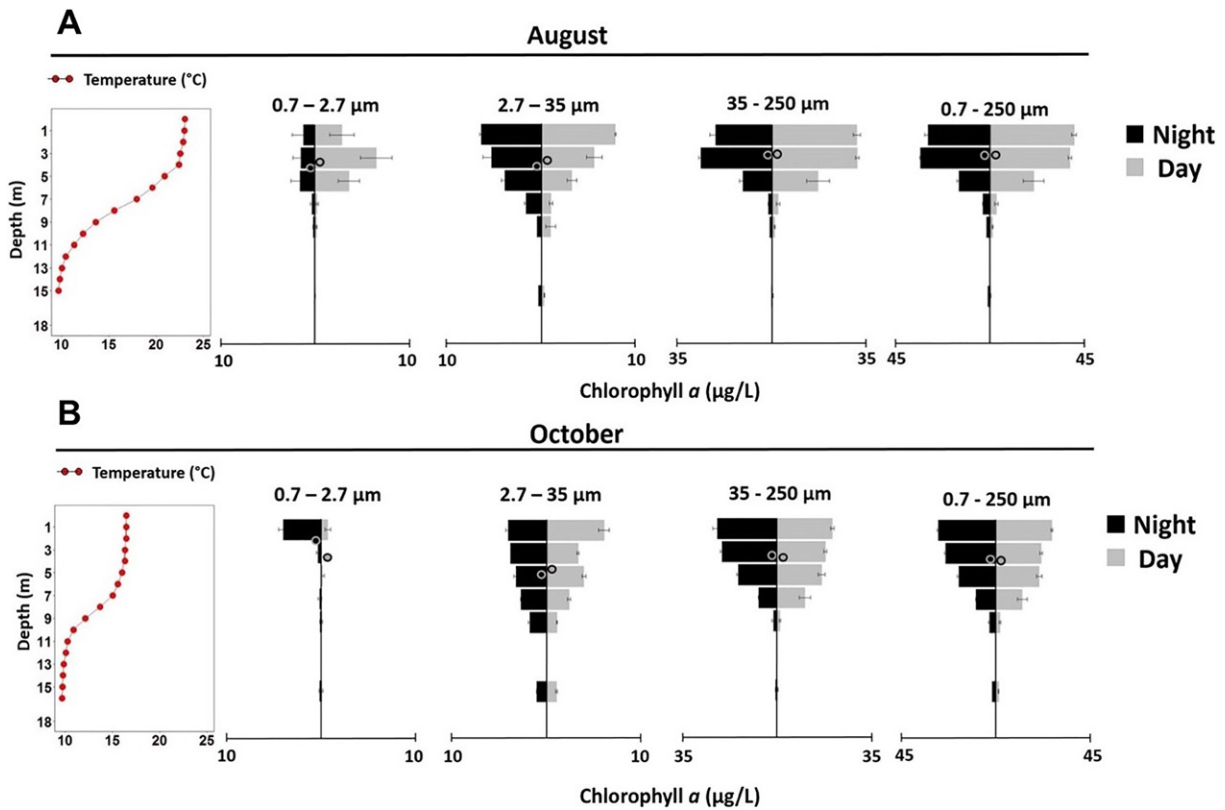 A
August
Temperature (°C)
0.7 – 2.7 µm
2.7 – 35 µm
35 - 250 µm
0.7 - 250 µm
Night
Day
Depth (m)
1
3
5
7
9
11
13
15
18
10 15 20 25
10 10
10 10
35 35
45 45
Chlorophyll a (µg/L)
B
October
Temperature (°C)
0.7 – 2.7 µm
2.7 – 35 µm
35 - 250 µm
0.7 - 250 µm
Night
Day
Depth (m)
1
3
5
7
9
11
13
15
18
10 15 20 25
10 10
10 10
35 35
45 45
Chlorophyll a (µg/L)